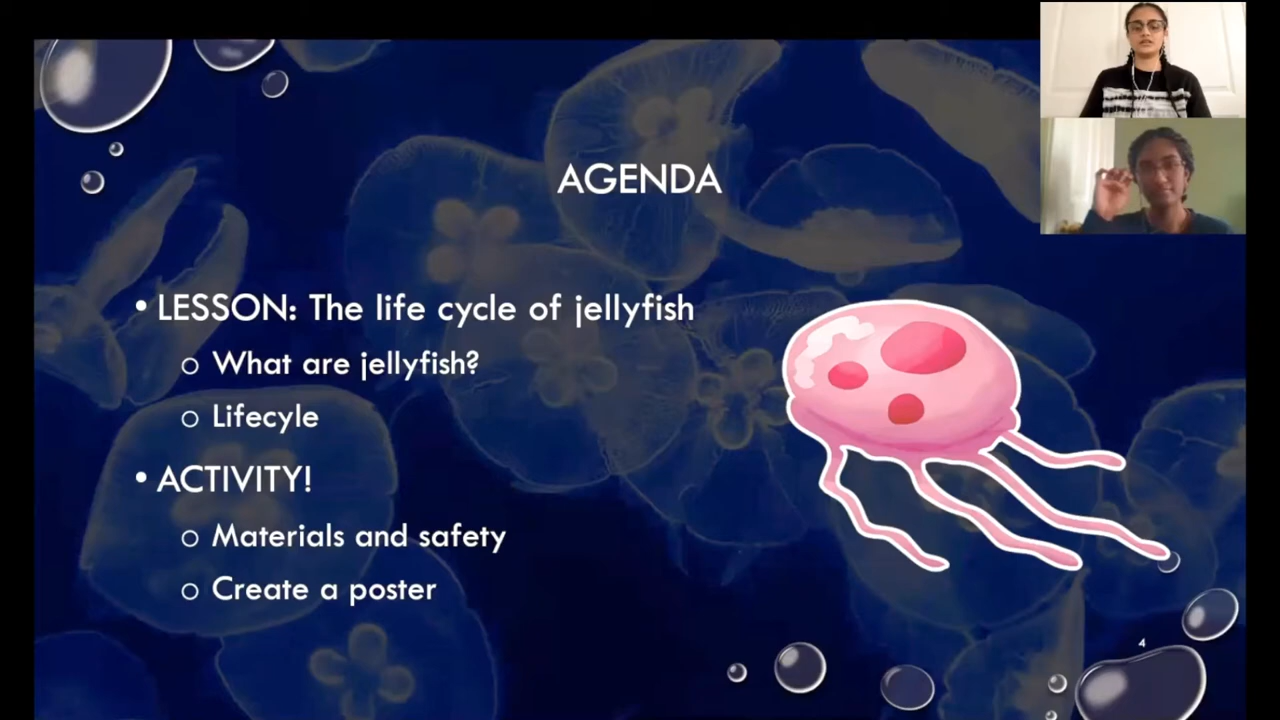 AGENDA
• LESSON: The life cycle of jellyfish
o What are jellyfish?
o Lifecyle
• ACTIVITY!
o Materials and safety
o Create a poster
4